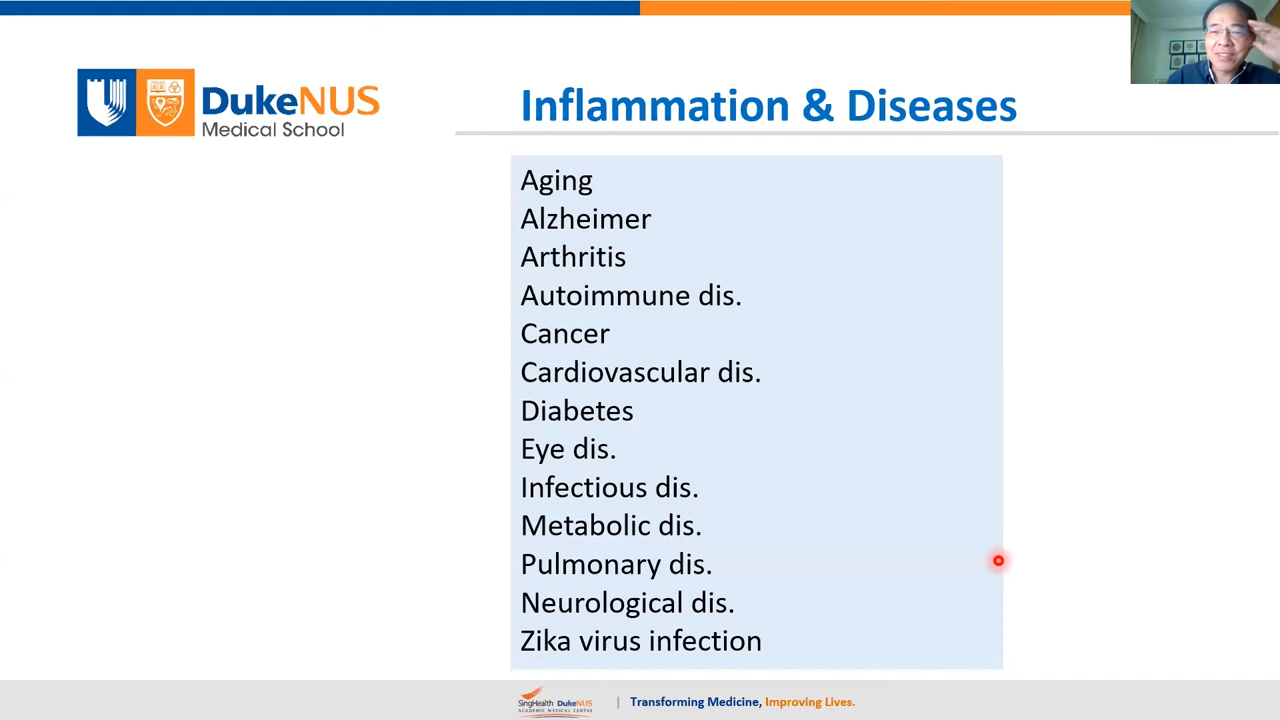 DukeNUS
Medical School
Inflammation & Diseases
Aging
Alzheimer
Arthritis
Autoimmune dis.
Cancer
Cardiovascular dis.
Diabetes
Eye dis.
Infectious dis.
Metabolic dis.
Pulmonary dis.
Neurological dis.
Zika virus infection
SingHealth DukeNUS
ACADEMIC MEDICAL CENTRE
| Transforming Medicine, Improving Lives.